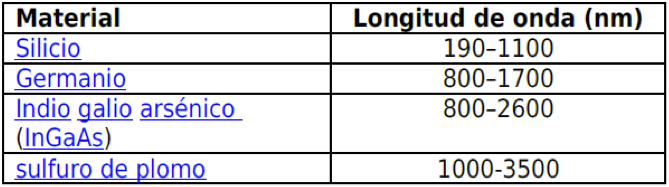 Material Longitud de onda (nm)
Silicio 190–1100
Germanio 800–1700
Indio galio arsénico 800–2600
(InGaAs)
sulfuro de plomo 1000-3500